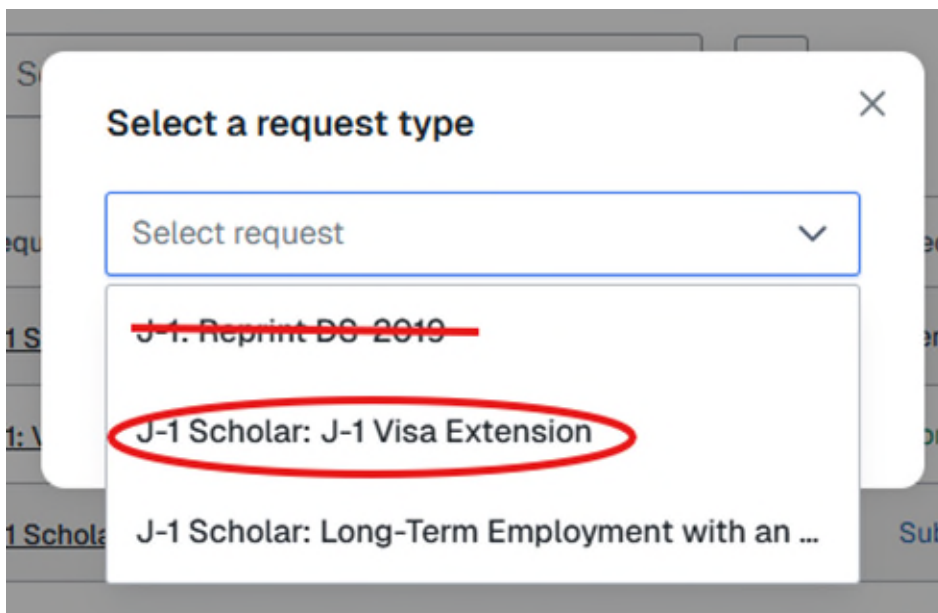 Select a request type
Select request
J-1: Reprint DS-2019
J-1 Scholar: J-1 Visa Extension
J-1 Scholar: Long-Term Employment with an ...